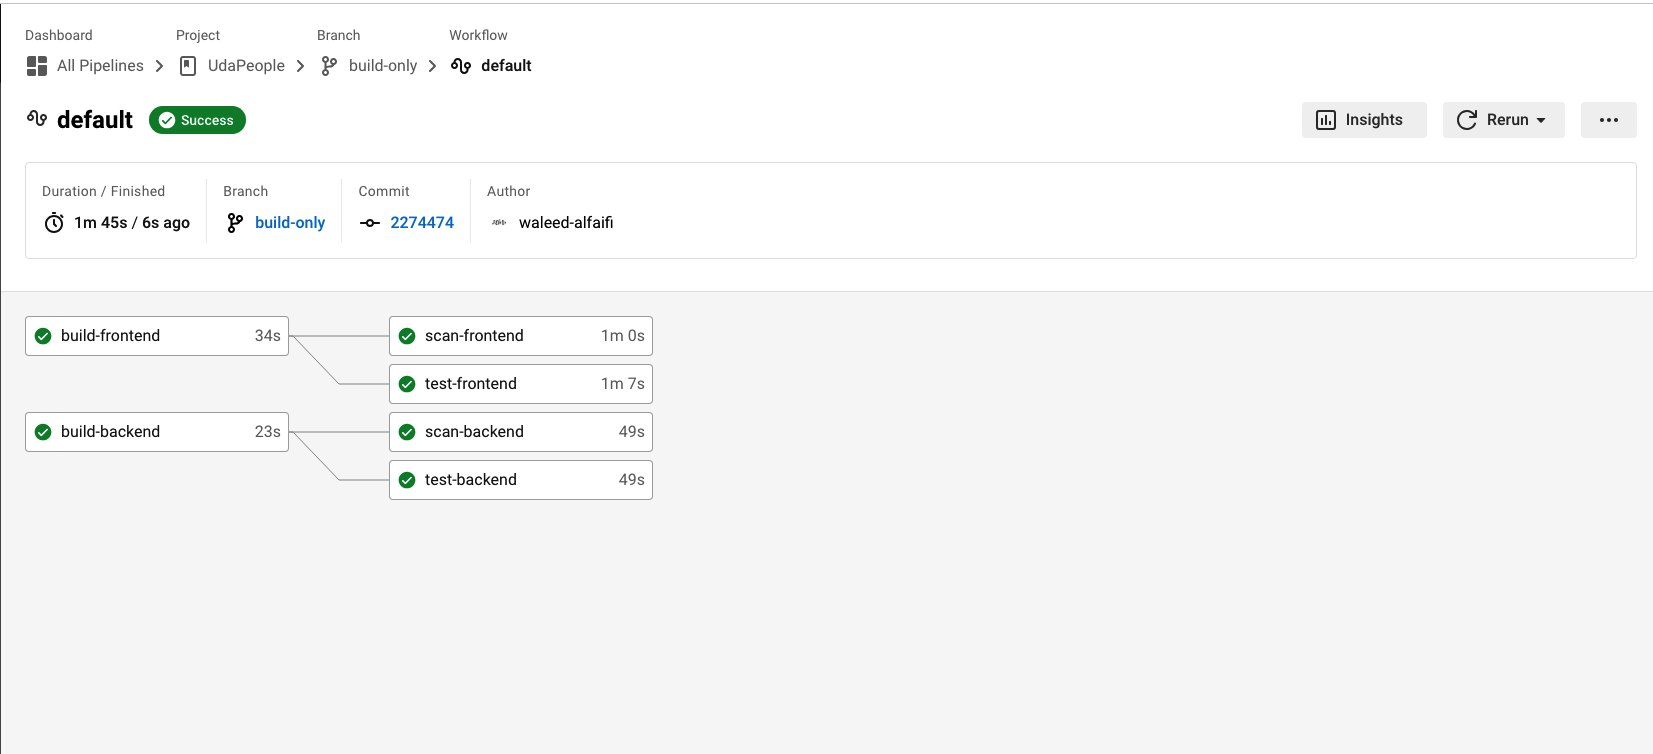 Dashboard Project Branch Workflow
All Pipelines UdaPeople build-only default
default Success Insights Rerun
Duration / Finished Branch Commit Author
1m 45s / 6s ago build-only 2274474 waleed-alfaifi
build-frontend 34s scan-frontend 1m 0s
test-frontend 1m 7s
build-backend 23s scan-backend 49s
test-backend 49s